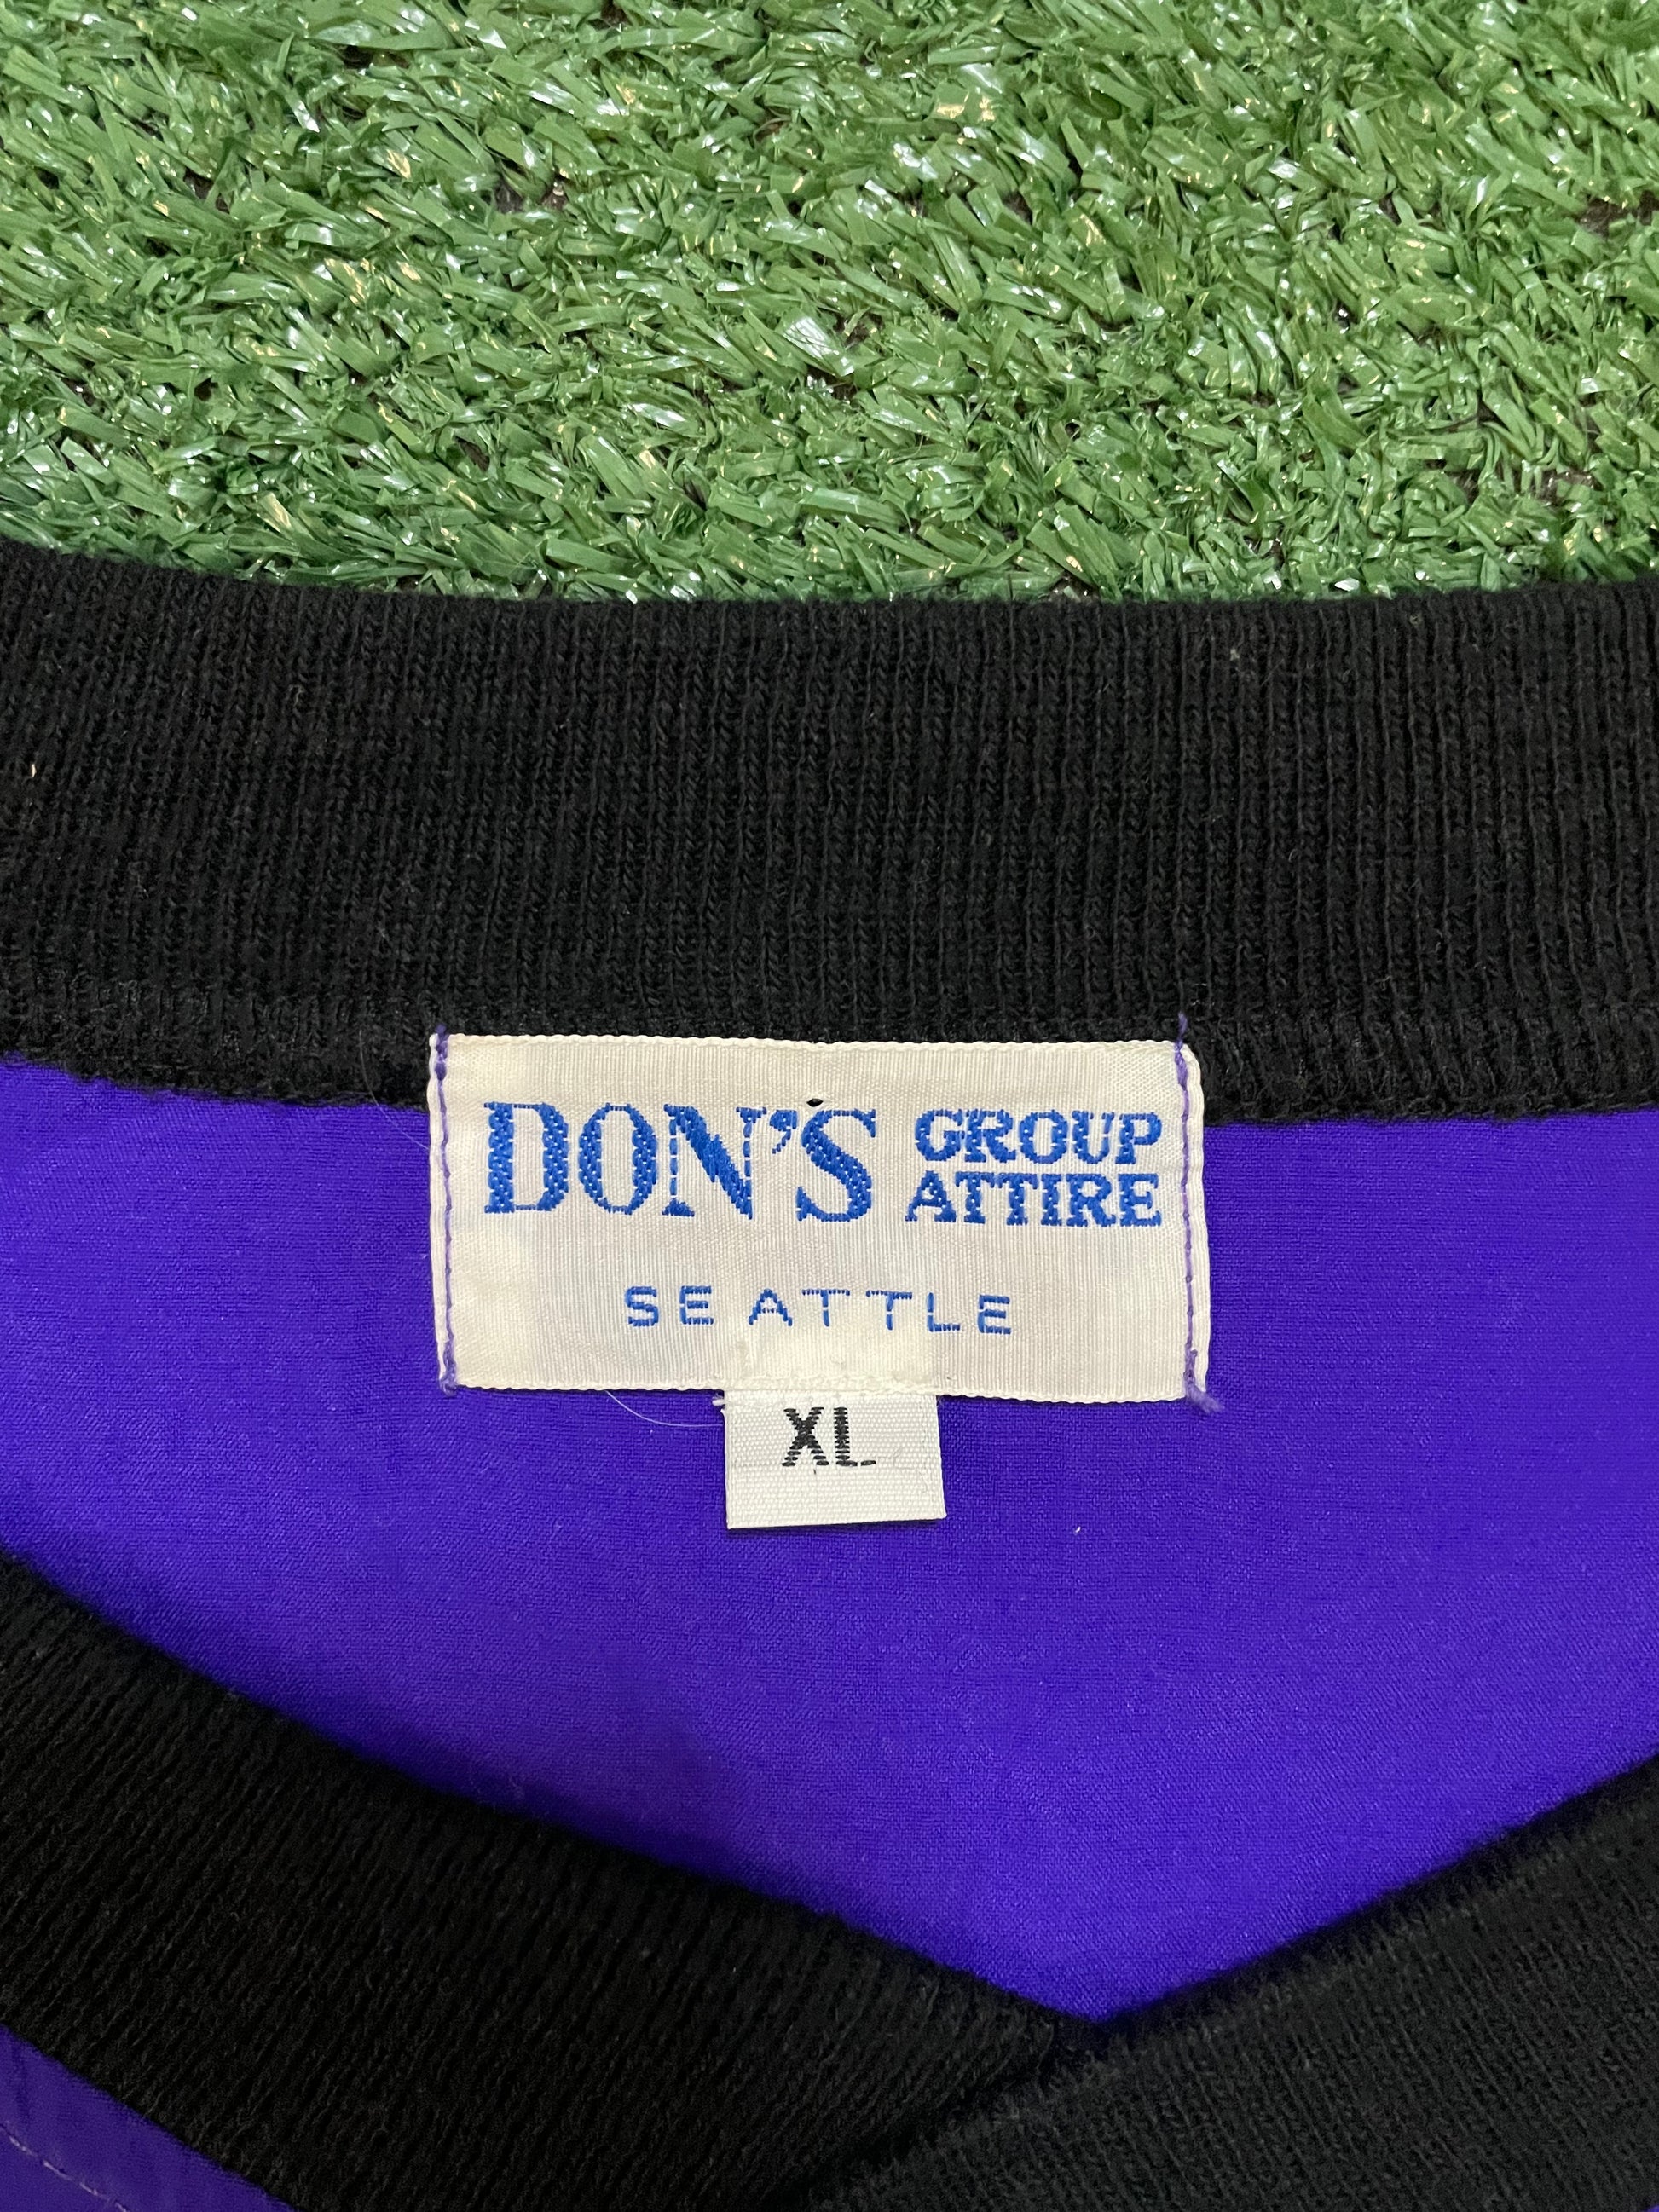 DON'S GROUP ATTIRE
SEATTLE
XL